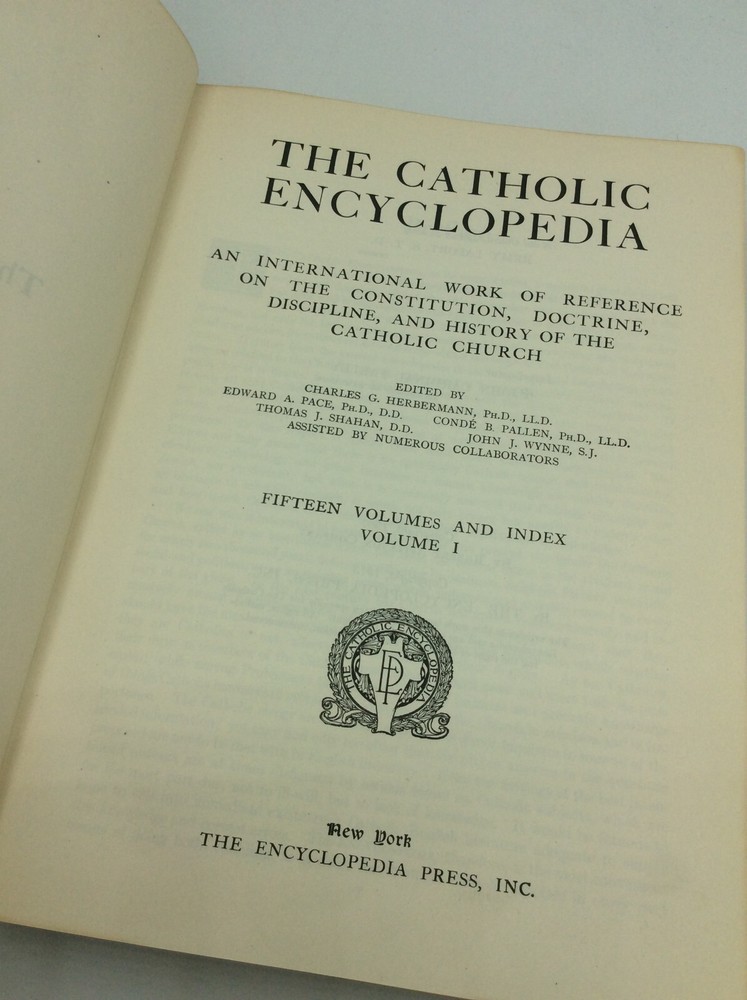 THE CATHOLIC
ENCYCLOPEDIA
AN INTERNATIONAL WORK OF REFERENCE
ON THE CONSTITUTION, DOCTRINE,
DISCIPLINE, AND HISTORY OF THE
CATHOLIC CHURCH
EDITED BY
CHARLES G. HERBERMANN, PH.D., LL.D.
EDWARD A. PACE, PH.D., D.D. CONDÉ B. PALLEN, PH.D., LL.D.
THOMAS J. SHAHAN, D.D. JOHN J. WYNNE, S.J.
ASSISTED BY NUMEROUS COLLABORATORS
FIFTEEN VOLUMES AND INDEX
VOLUME I
THE CATHOLIC ENCYCLOPEDIA
New York
THE ENCYCLOPEDIA PRESS, INC.